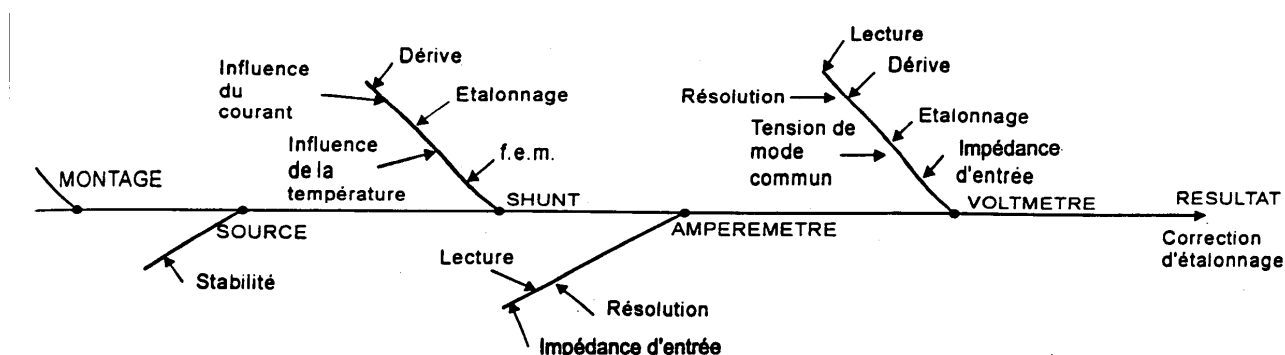 Lecture
Dérive
Influence
du
courant
Dérive
Résolution
Etalonnage
Etalonnage
Tension de
mode
commun
Influence
de la
température
f.e.m.
Impédance
d'entrée
MONTAGE
SHUNT
VOLTMETRE
RESULTAT
SOURCE
AMPEREMETRE
Correction
d'étalonnage
Lecture
Stabilité
Résolution
Impédance d'entrée